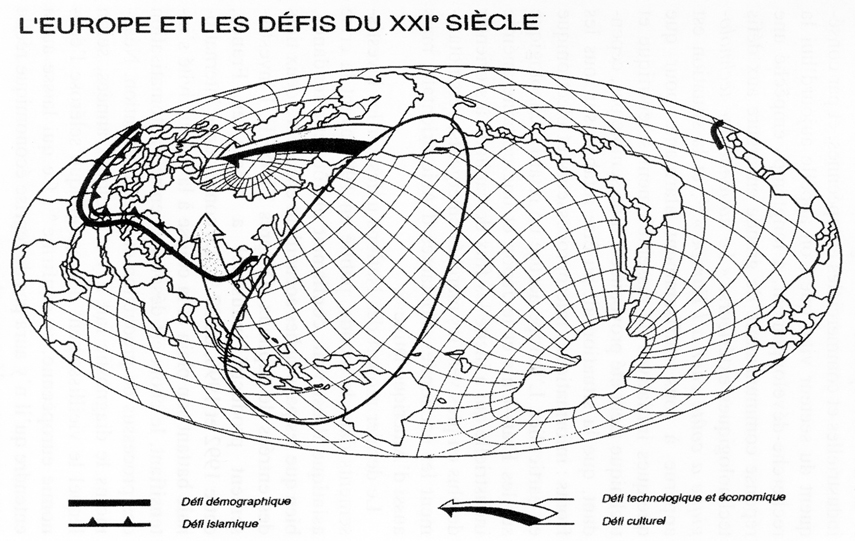 L'EUROPE ET LES DÉFIS DU XXIe SIÈCLE
Défi démographique
Défi islamique
Défi technologique et économique
Défi culturel